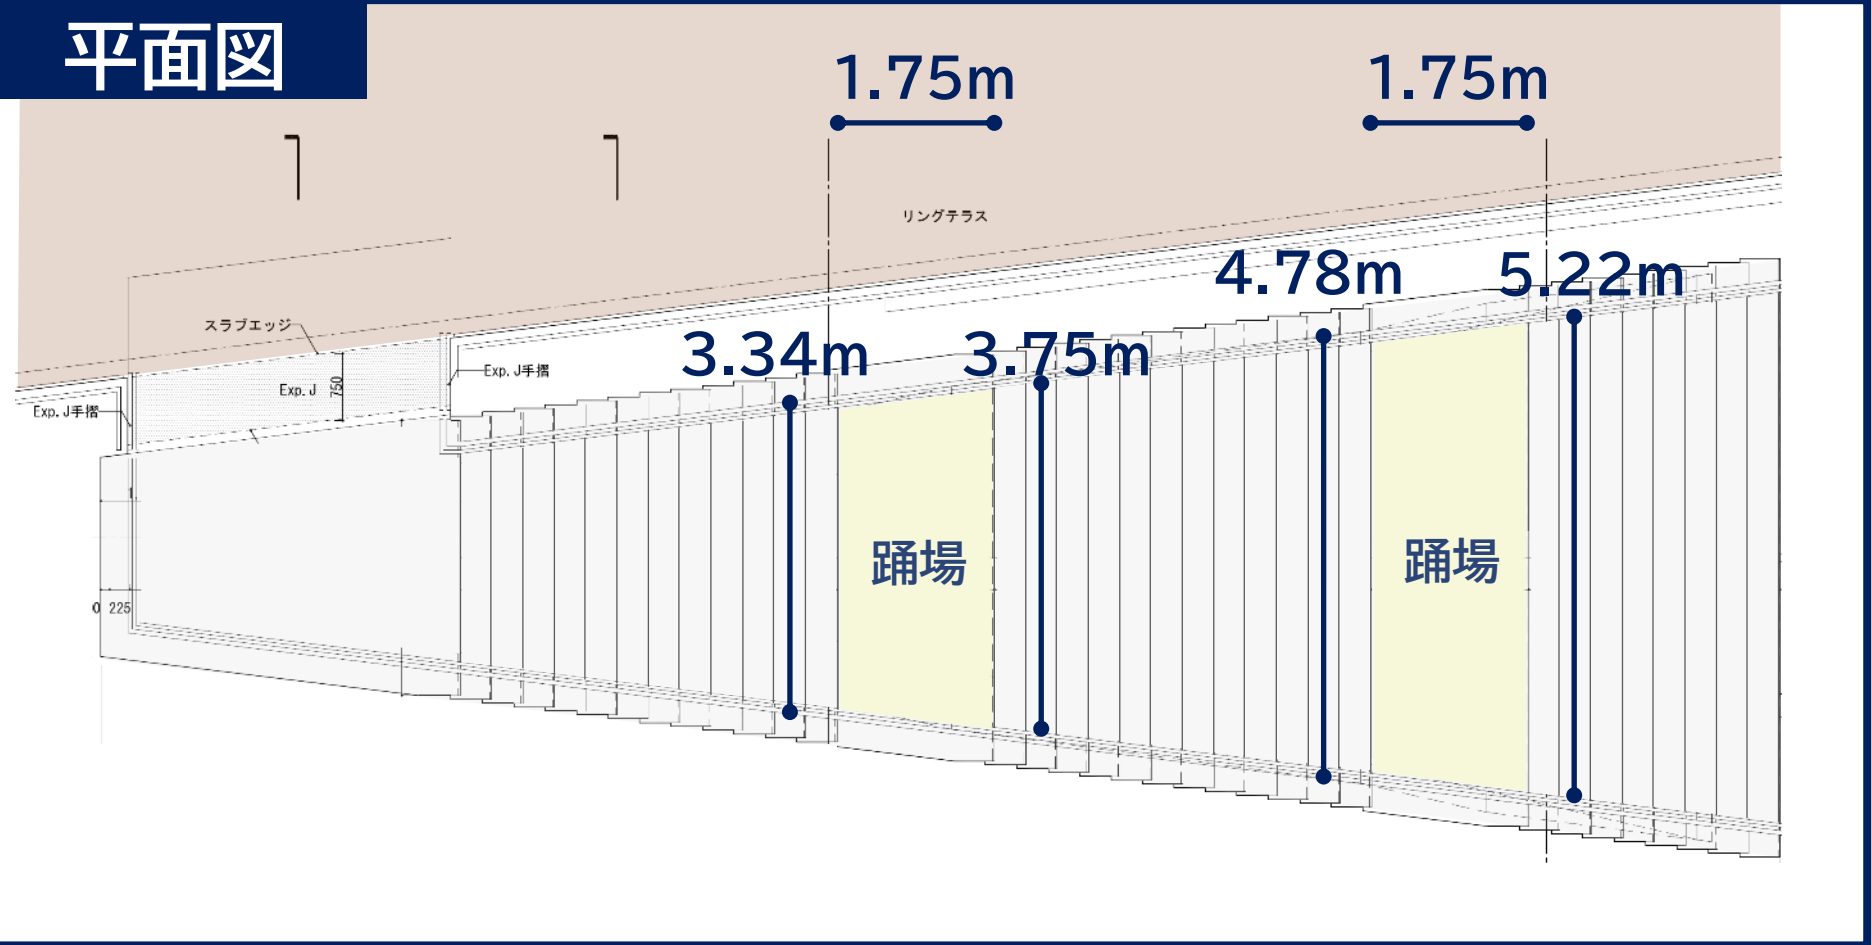 平面図
1.75m
1.75m
リングテラス
4.78m
5.22m
スラブエッジ
3.34m
3.75m
Exp.J手摺
Exp.J
750
Exp.J手摺
踊場
踊場
0 225